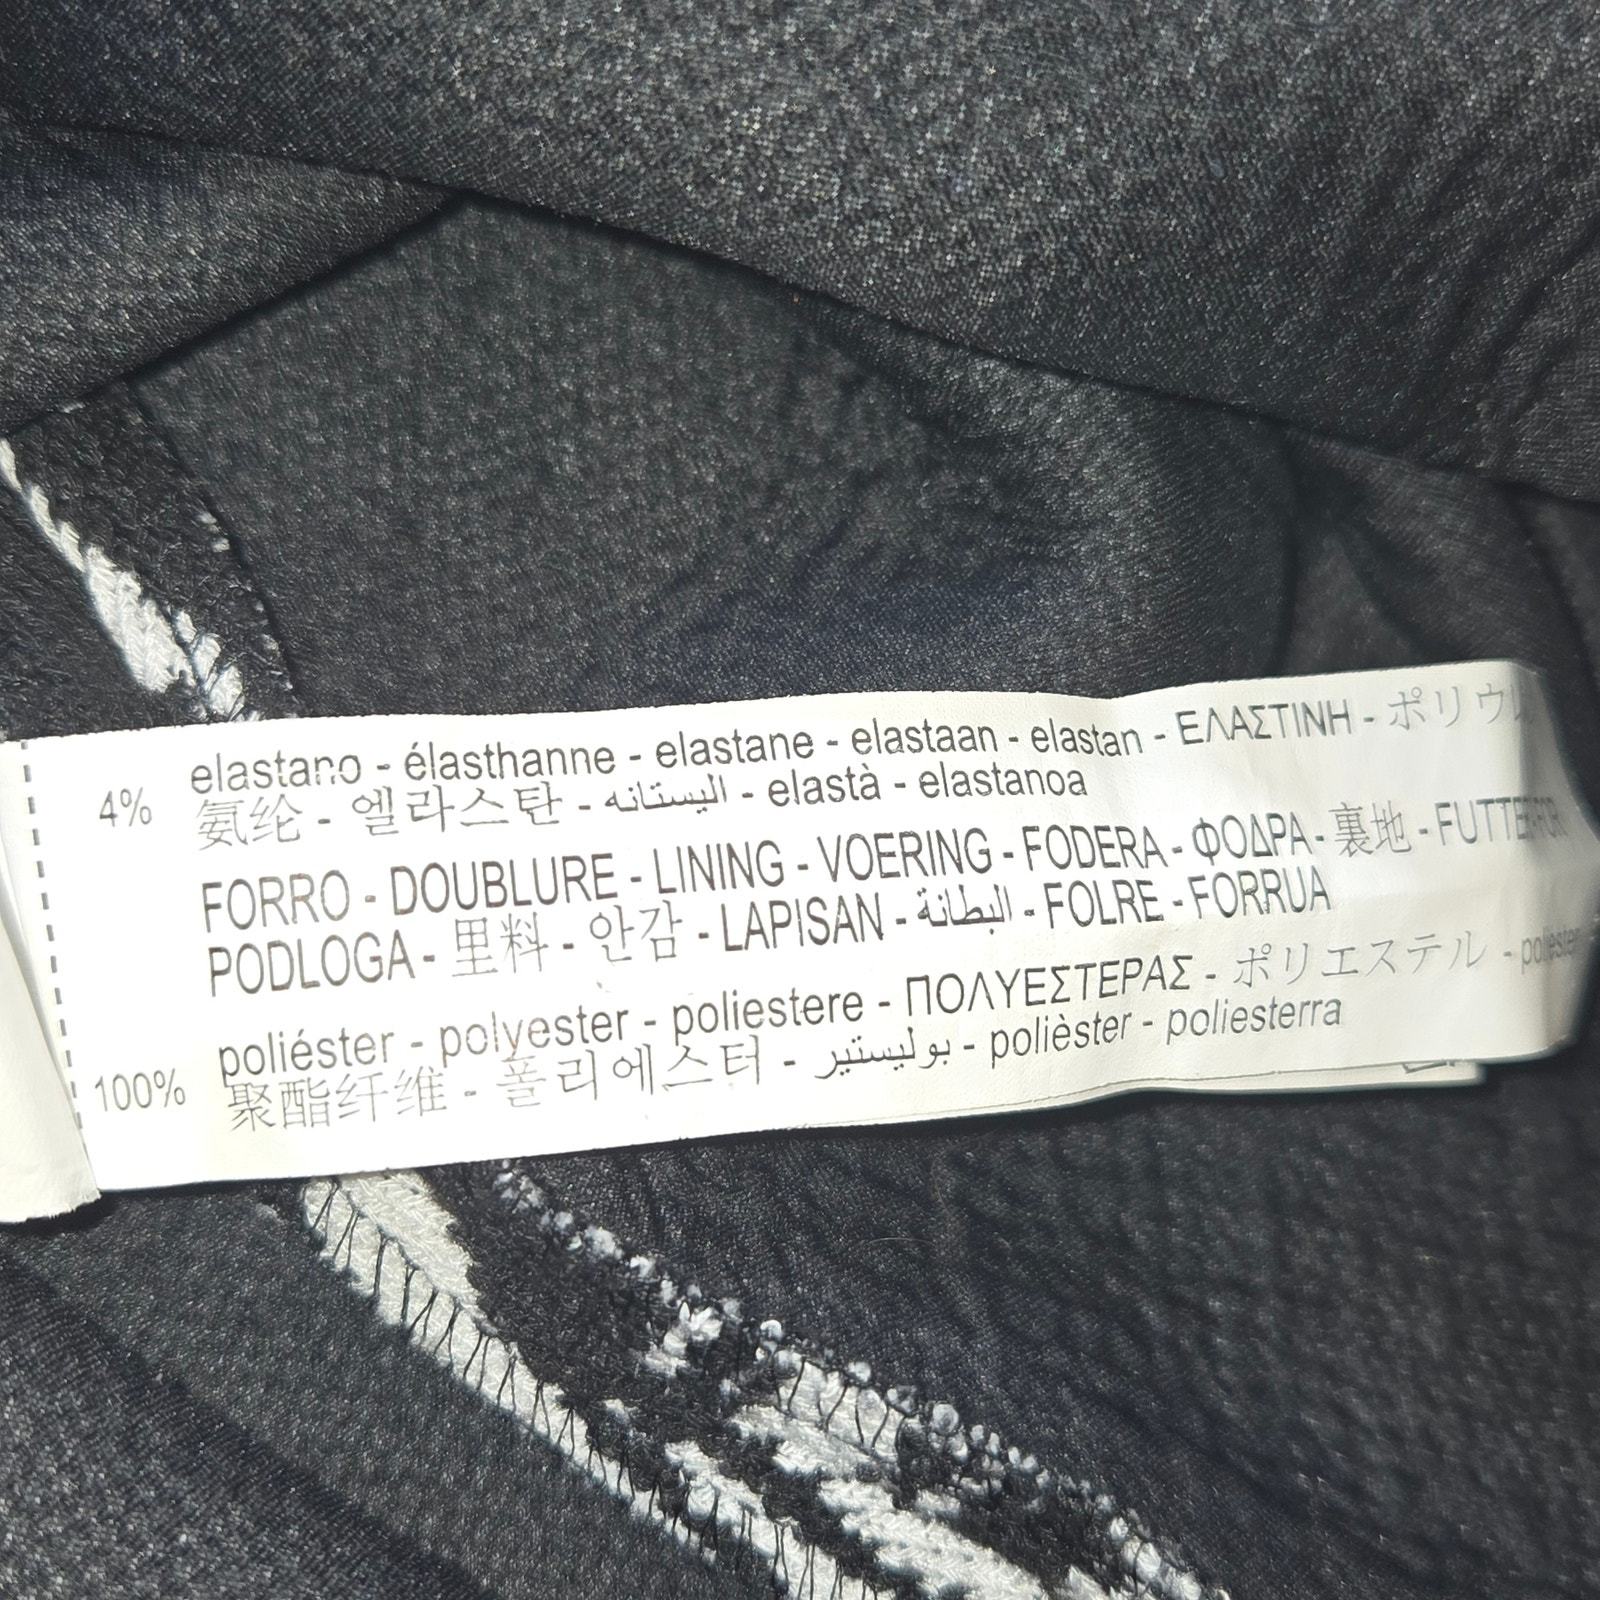 4% elastano - élasthanne - elastane - elastaan - elastan - ΕΛΑΣΤΙΝΗ - ポリウレ
氨纶 - 엘라스탄 - اليستانه - elastà - elastanoa
FORRO - DOUBLURE - LINING - VOERING - FODERA - ΦΟΔΡΑ - 裏地 - FUTTER-FOR
PODLOGA - 里料 - 안감 - LAPISAN - البطانة - FOLRE - FORRUA
100% poliéster - polyester - poliestere - ΠΟΛΥΕΣΤΕΡΑΣ - ポリエステル - poliester
聚酯纤维 - 폴리에스터 - بوليستير - polièster - poliesterra